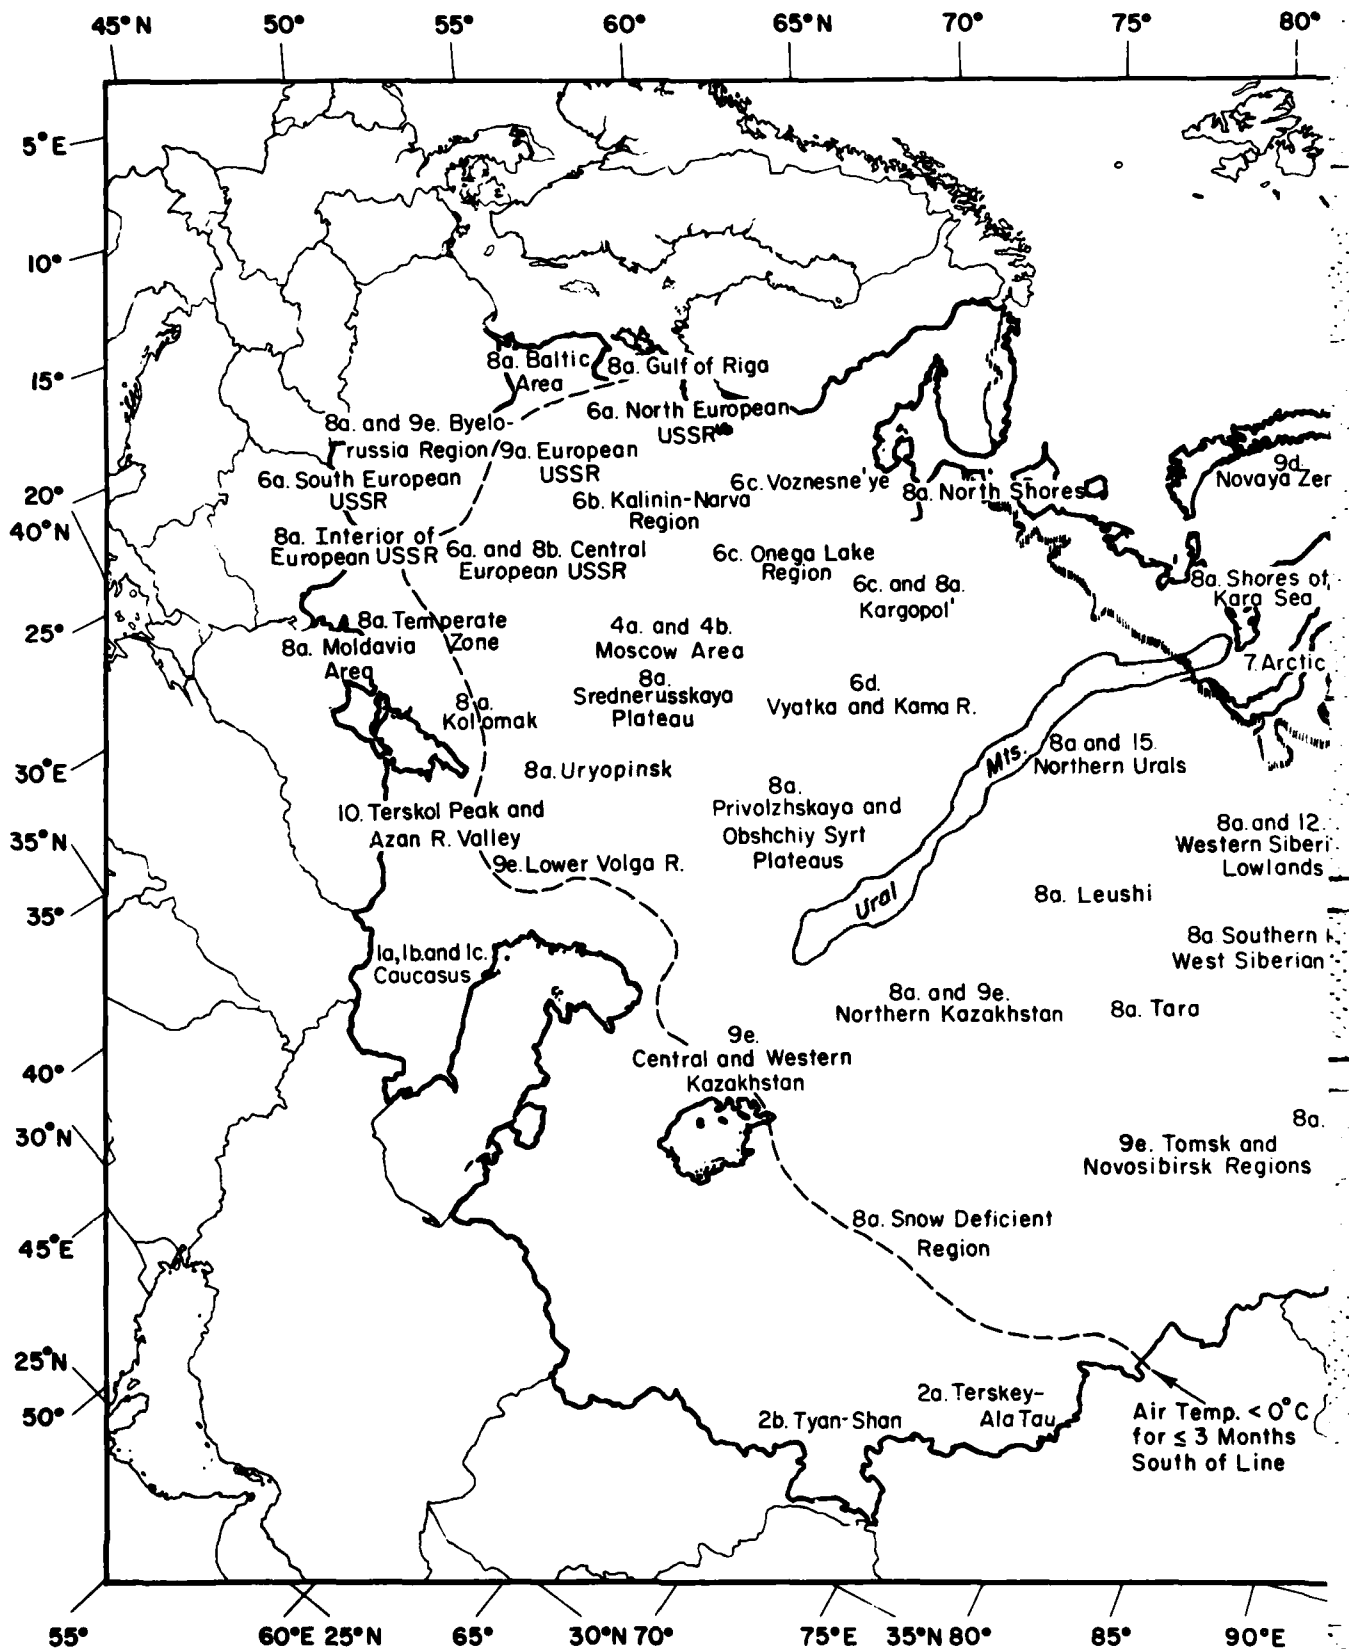 45°N 50° 55° 60° 65°N 70° 75° 80°
5°E
10°
15°
20°
40°N
25°
30°E
35°N
35°
40°
30°N
45°E
25°N
50°
8a. Baltic
Area
8a. Gulf of Riga
6a. North European
USSR
8a. and 9e. Byelo-
russia Region
9a. European
USSR
6a. South European
USSR
6b. Kalinin-Narva
Region
6c. Voznesne'ye
8a. North Shores
9d.
Novaya Zer
8a. Interior of
European USSR
6a. and 8b. Central
European USSR
6c. Onega Lake
Region
6c. and 8a.
Kargopol'
8a. Shores of
Kara Sea
8a. Temperate
Zone
8a. Moldavia
Area
4a. and 4b.
Moscow Area
7. Arctic
8a.
Kolomak
8a.
Srednerusskaya
Plateau
6d.
Vyatka and Kama R.
8a. Uryopinsk
Mts.
8a and 15.
Northern Urals
10. Terskol Peak and
Azan R. Valley
8a.
Privolzhskaya and
Obshchiy Syrt
Plateaus
8a. and 12.
Western Siberi
Lowlands
9e. Lower Volga R.
Ural
8a. Leushi
1a, 1b. and 1c.
Caucasus
8a Southern
West Siberian
8a. and 9e.
Northern Kazakhstan
8a. Tara
9e.
Central and Western
Kazakhstan
8a.
9e. Tomsk and
Novosibirsk Regions
8a. Snow Deficient
Region
2a. Terskey-
Ala Tau
2b. Tyan-Shan
Air Temp. < 0°C
for ≤ 3 Months
South of Line
55° 60°E 25°N 65° 30°N 70° 75°E 35°N 80° 85° 90°E